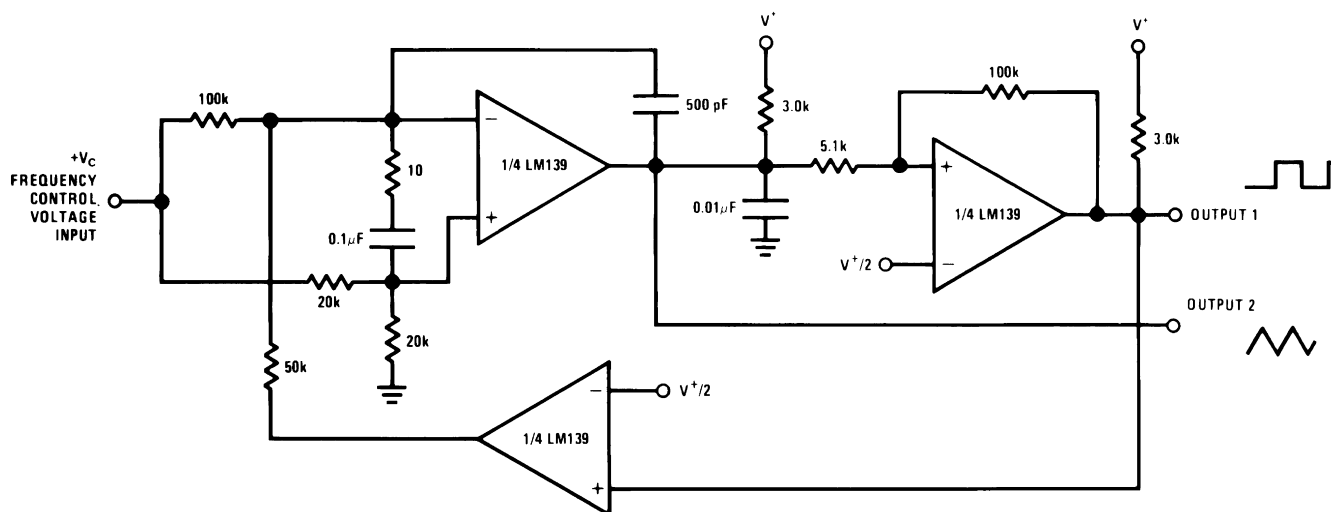 V+
V+
100k
100k
500 pF
3.0k
3.0k
5.1k
−
1/4 LM139
+
10
+VC
FREQUENCY
CONTROL
VOLTAGE
INPUT
0.1μF
0.01μF
+
1/4 LM139
−
OUTPUT 1
V+/2
20k
20k
OUTPUT 2
50k
−
V+/2
1/4 LM139
+